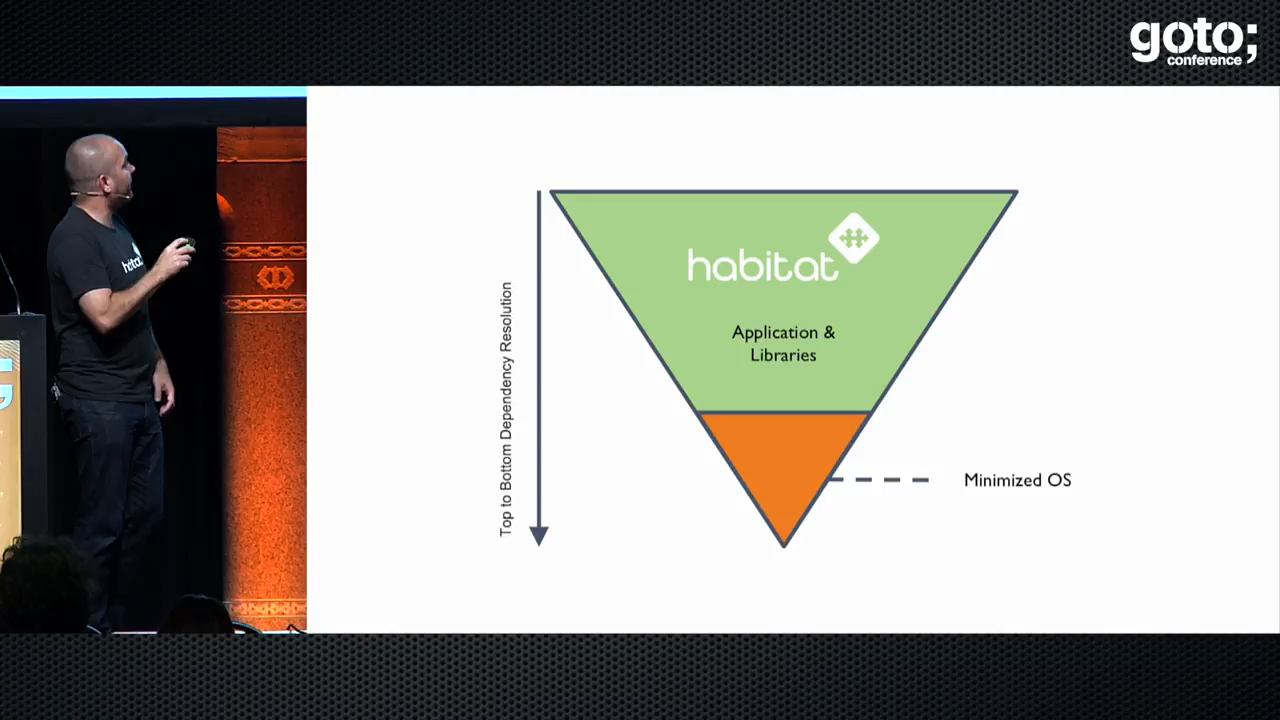 goto;
conference
habitat
Application &
Libraries
Top to Bottom Dependency Resolution
Minimized OS